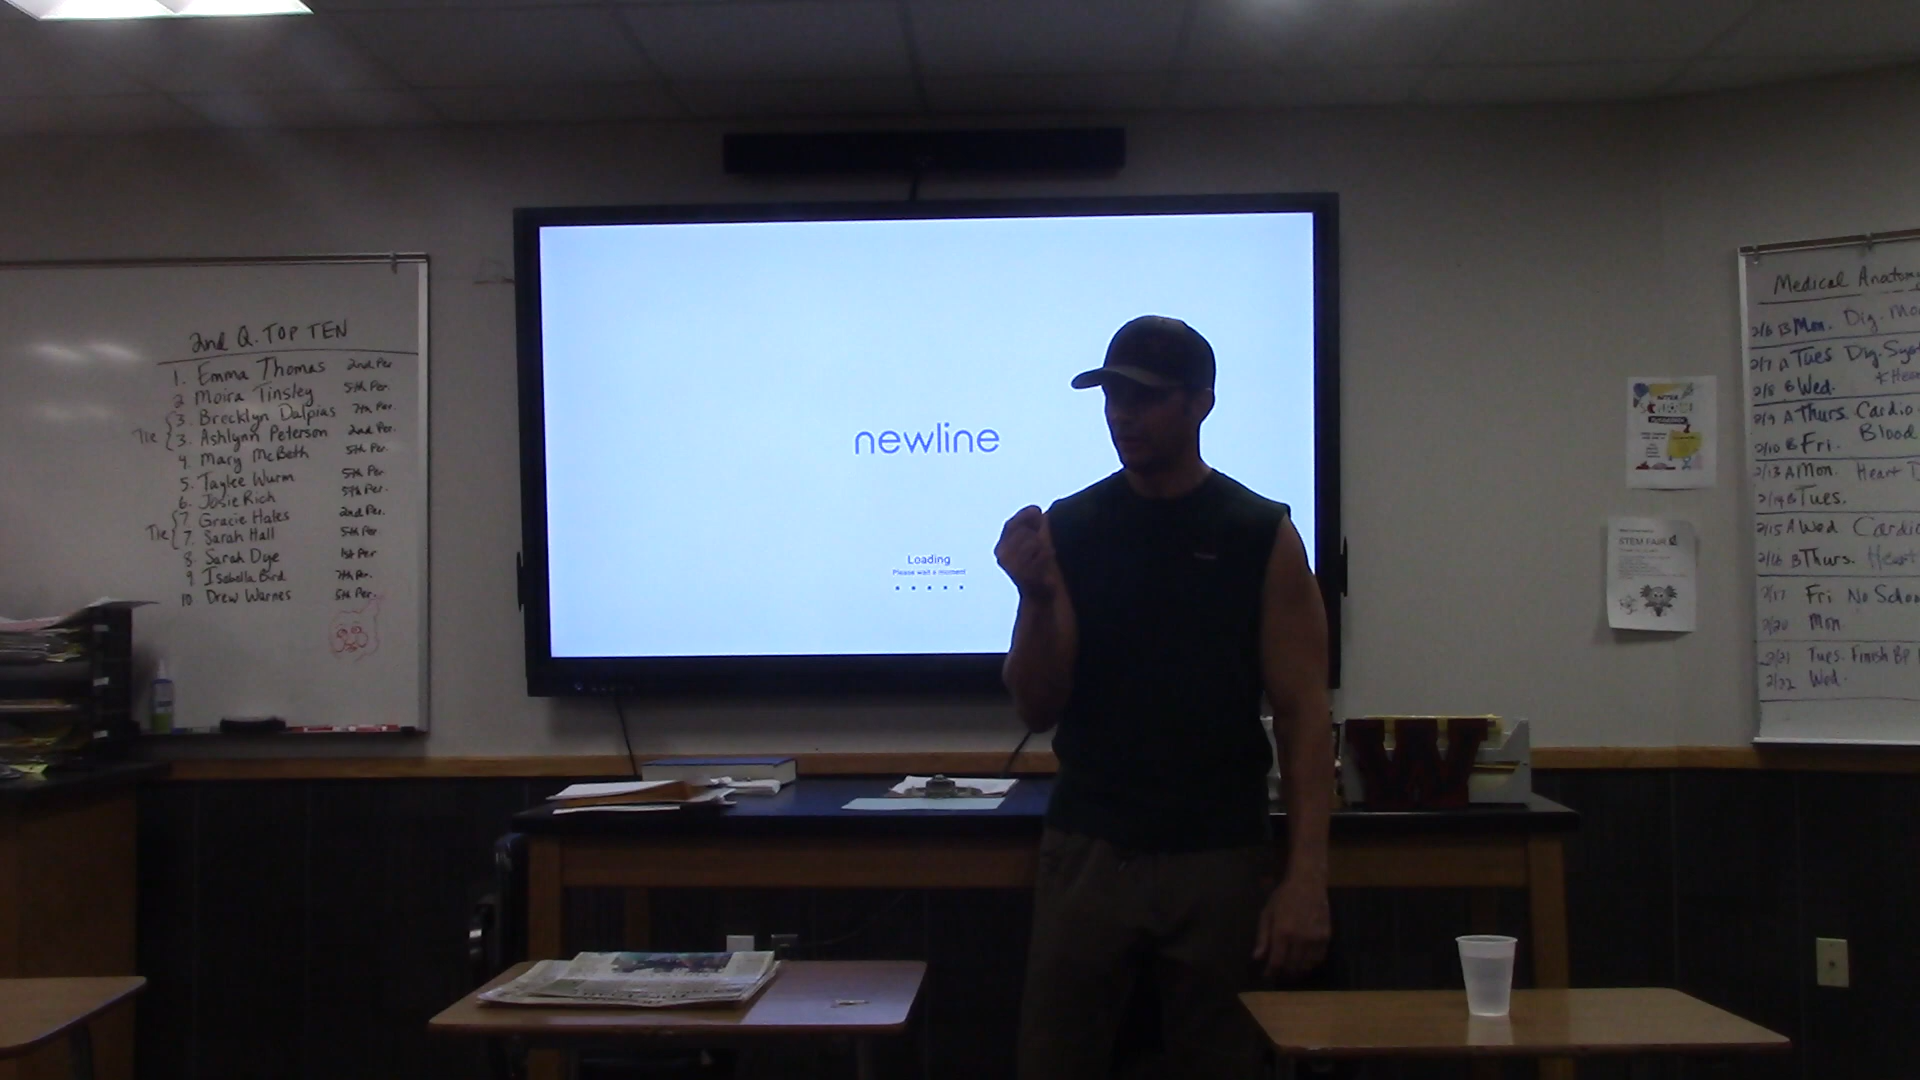 2nd Q. TOP TEN
1. Emma Thomas 2nd Per
2 Moira Tinsley 5th Per.
Tie
3. Brecklyn Dalpias 7th Per.
3. Ashlynn Peterson 2nd Per.
4. Mary McBeth 5th Per.
5. Taylee Wurm 5th Per.
6. Josie Rich 5th Per.
Tie
7. Gracie Hales 2nd Per.
7. Sarah Hall 5th Per.
8. Sarah Dye 1st Per
9. Isabella Bird 7th Per.
10. Drew Warnes 5th Per.
newline
Loading
Please wait a moment
STEM FAIR
W
Medical Anatomy
2/6 B Mon. Dig.
2/7 A Tues Dig. Sys
2/8 B Wed. *Hea
2/9 A Thurs. Cardio
2/10 B Fri. Blood
2/13 A Mon. Heart D
2/14 B Tues.
2/15 A Wed Cardio
2/16 B Thurs. Heart
2/17 Fri No School
2/20 Mon
2/21 Tues. Finish BP
2/22 Wed.